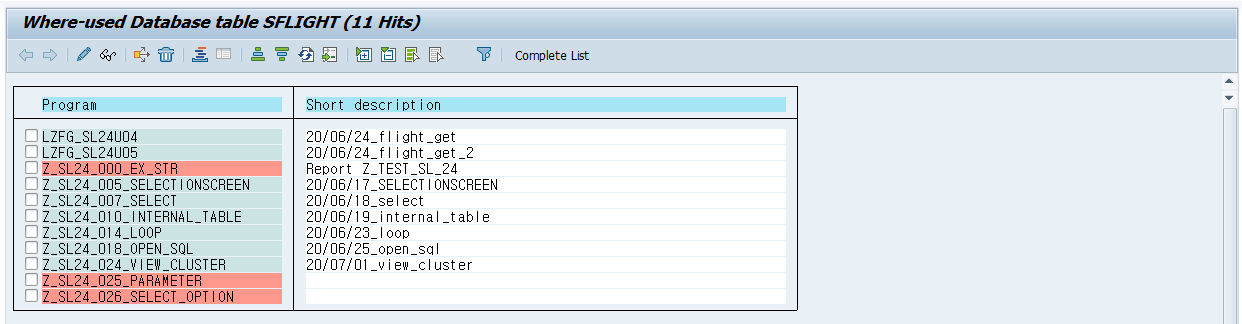 Where-used Database table SFLIGHT (11 Hits)
Complete List
Program Short description
LZFG_SL24U04 20/06/24_flight_get
LZFG_SL24U05 20/06/24_flight_get_2
Z_SL24_000_EX_STR Report Z_TEST_SL_24
Z_SL24_005_SELECTIONSCREEN 20/06/17_SELECTIONSCREEN
Z_SL24_007_SELECT 20/06/18_select
Z_SL24_010_INTERNAL_TABLE 20/06/19_internal_table
Z_SL24_014_LOOP 20/06/23_loop
Z_SL24_018_OPEN_SQL 20/06/25_open_sql
Z_SL24_024_VIEW_CLUSTER 20/07/01_view_cluster
Z_SL24_025_PARAMETER
Z_SL24_026_SELECT_OPTION